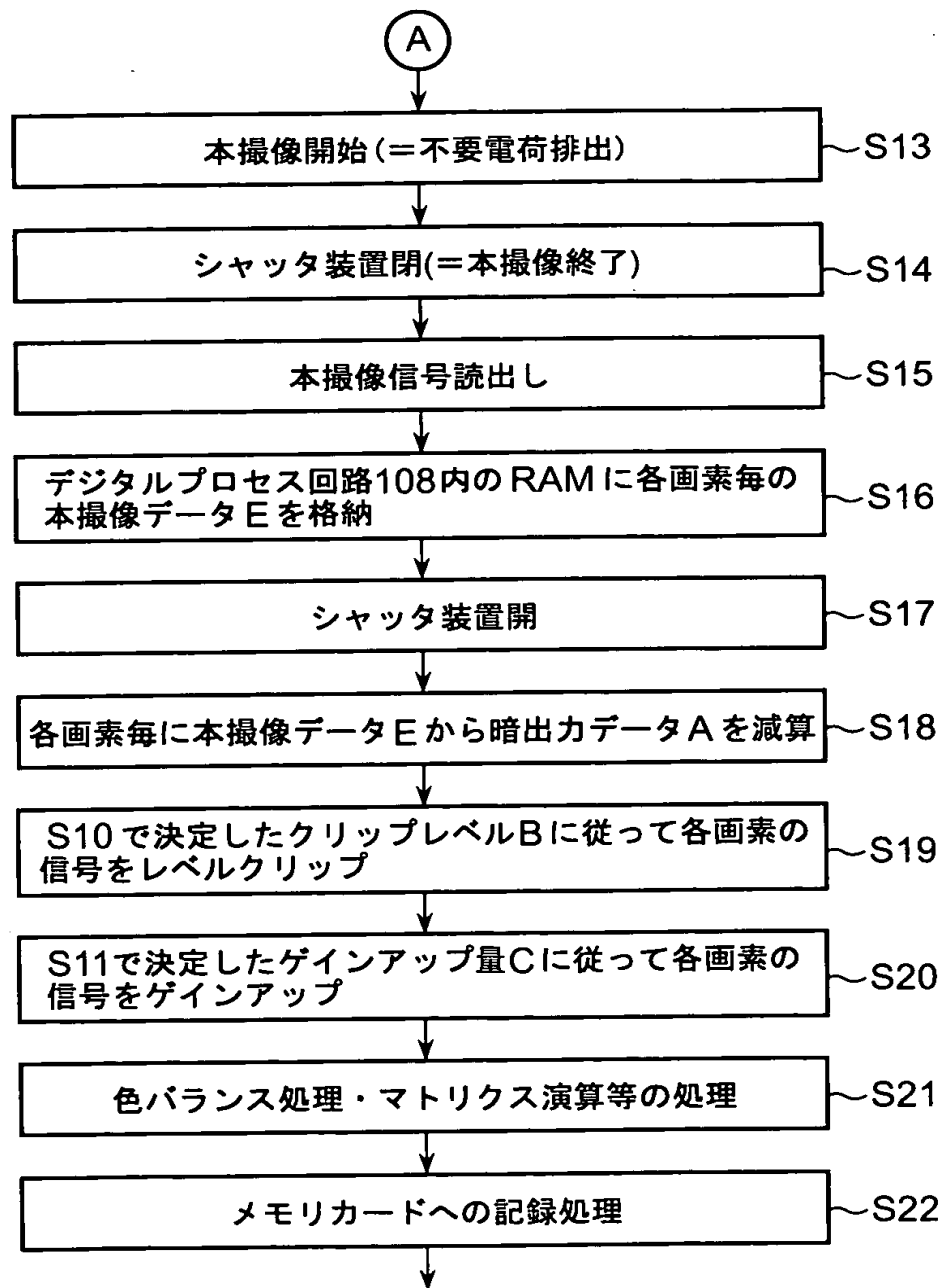 A
本撮像開始(=不要電荷排出)
S13
シャッタ装置閉(=本撮像終了)
S14
本撮像信号読出し
S15
デジタルプロセス回路108内のRAMに各画素毎の
本撮像データEを格納
S16
シャッタ装置開
S17
各画素毎に本撮像データEから暗出力データAを減算
S18
S10で決定したクリップレベルBに従って各画素の
信号をレベルクリップ
S19
S11で決定したゲインアップ量Cに従って各画素の
信号をゲインアップ
S20
色バランス処理・マトリクス演算等の処理
S21
メモリカードへの記録処理
S22